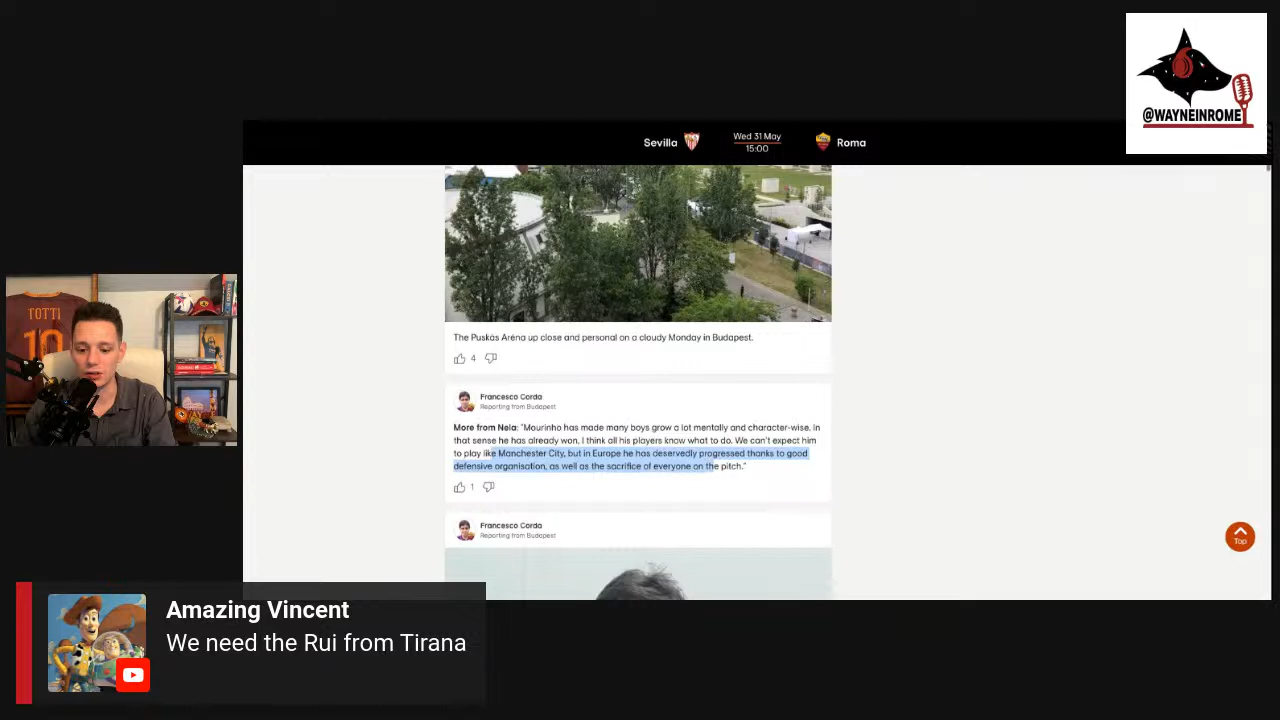 @WAYNEINROME
Sevilla
Wed 31 May
15:00
Roma
TOTTI
10
The Puskás Aréna up close and personal on a cloudy Monday in Budapest.
4
Francesco Corda
Reporting from Budapest
More from Nela: "Mourinho has made many boys grow a lot mentally and character-wise. In
that sense he has already won, I think all his players know what to do. We can't expect him
to play like Manchester City, but in Europe he has deservedly progressed thanks to good
defensive organisation, as well as the sacrifice of everyone on the pitch."
1
Francesco Corda
Reporting from Budapest
Top
Amazing Vincent
We need the Rui from Tirana